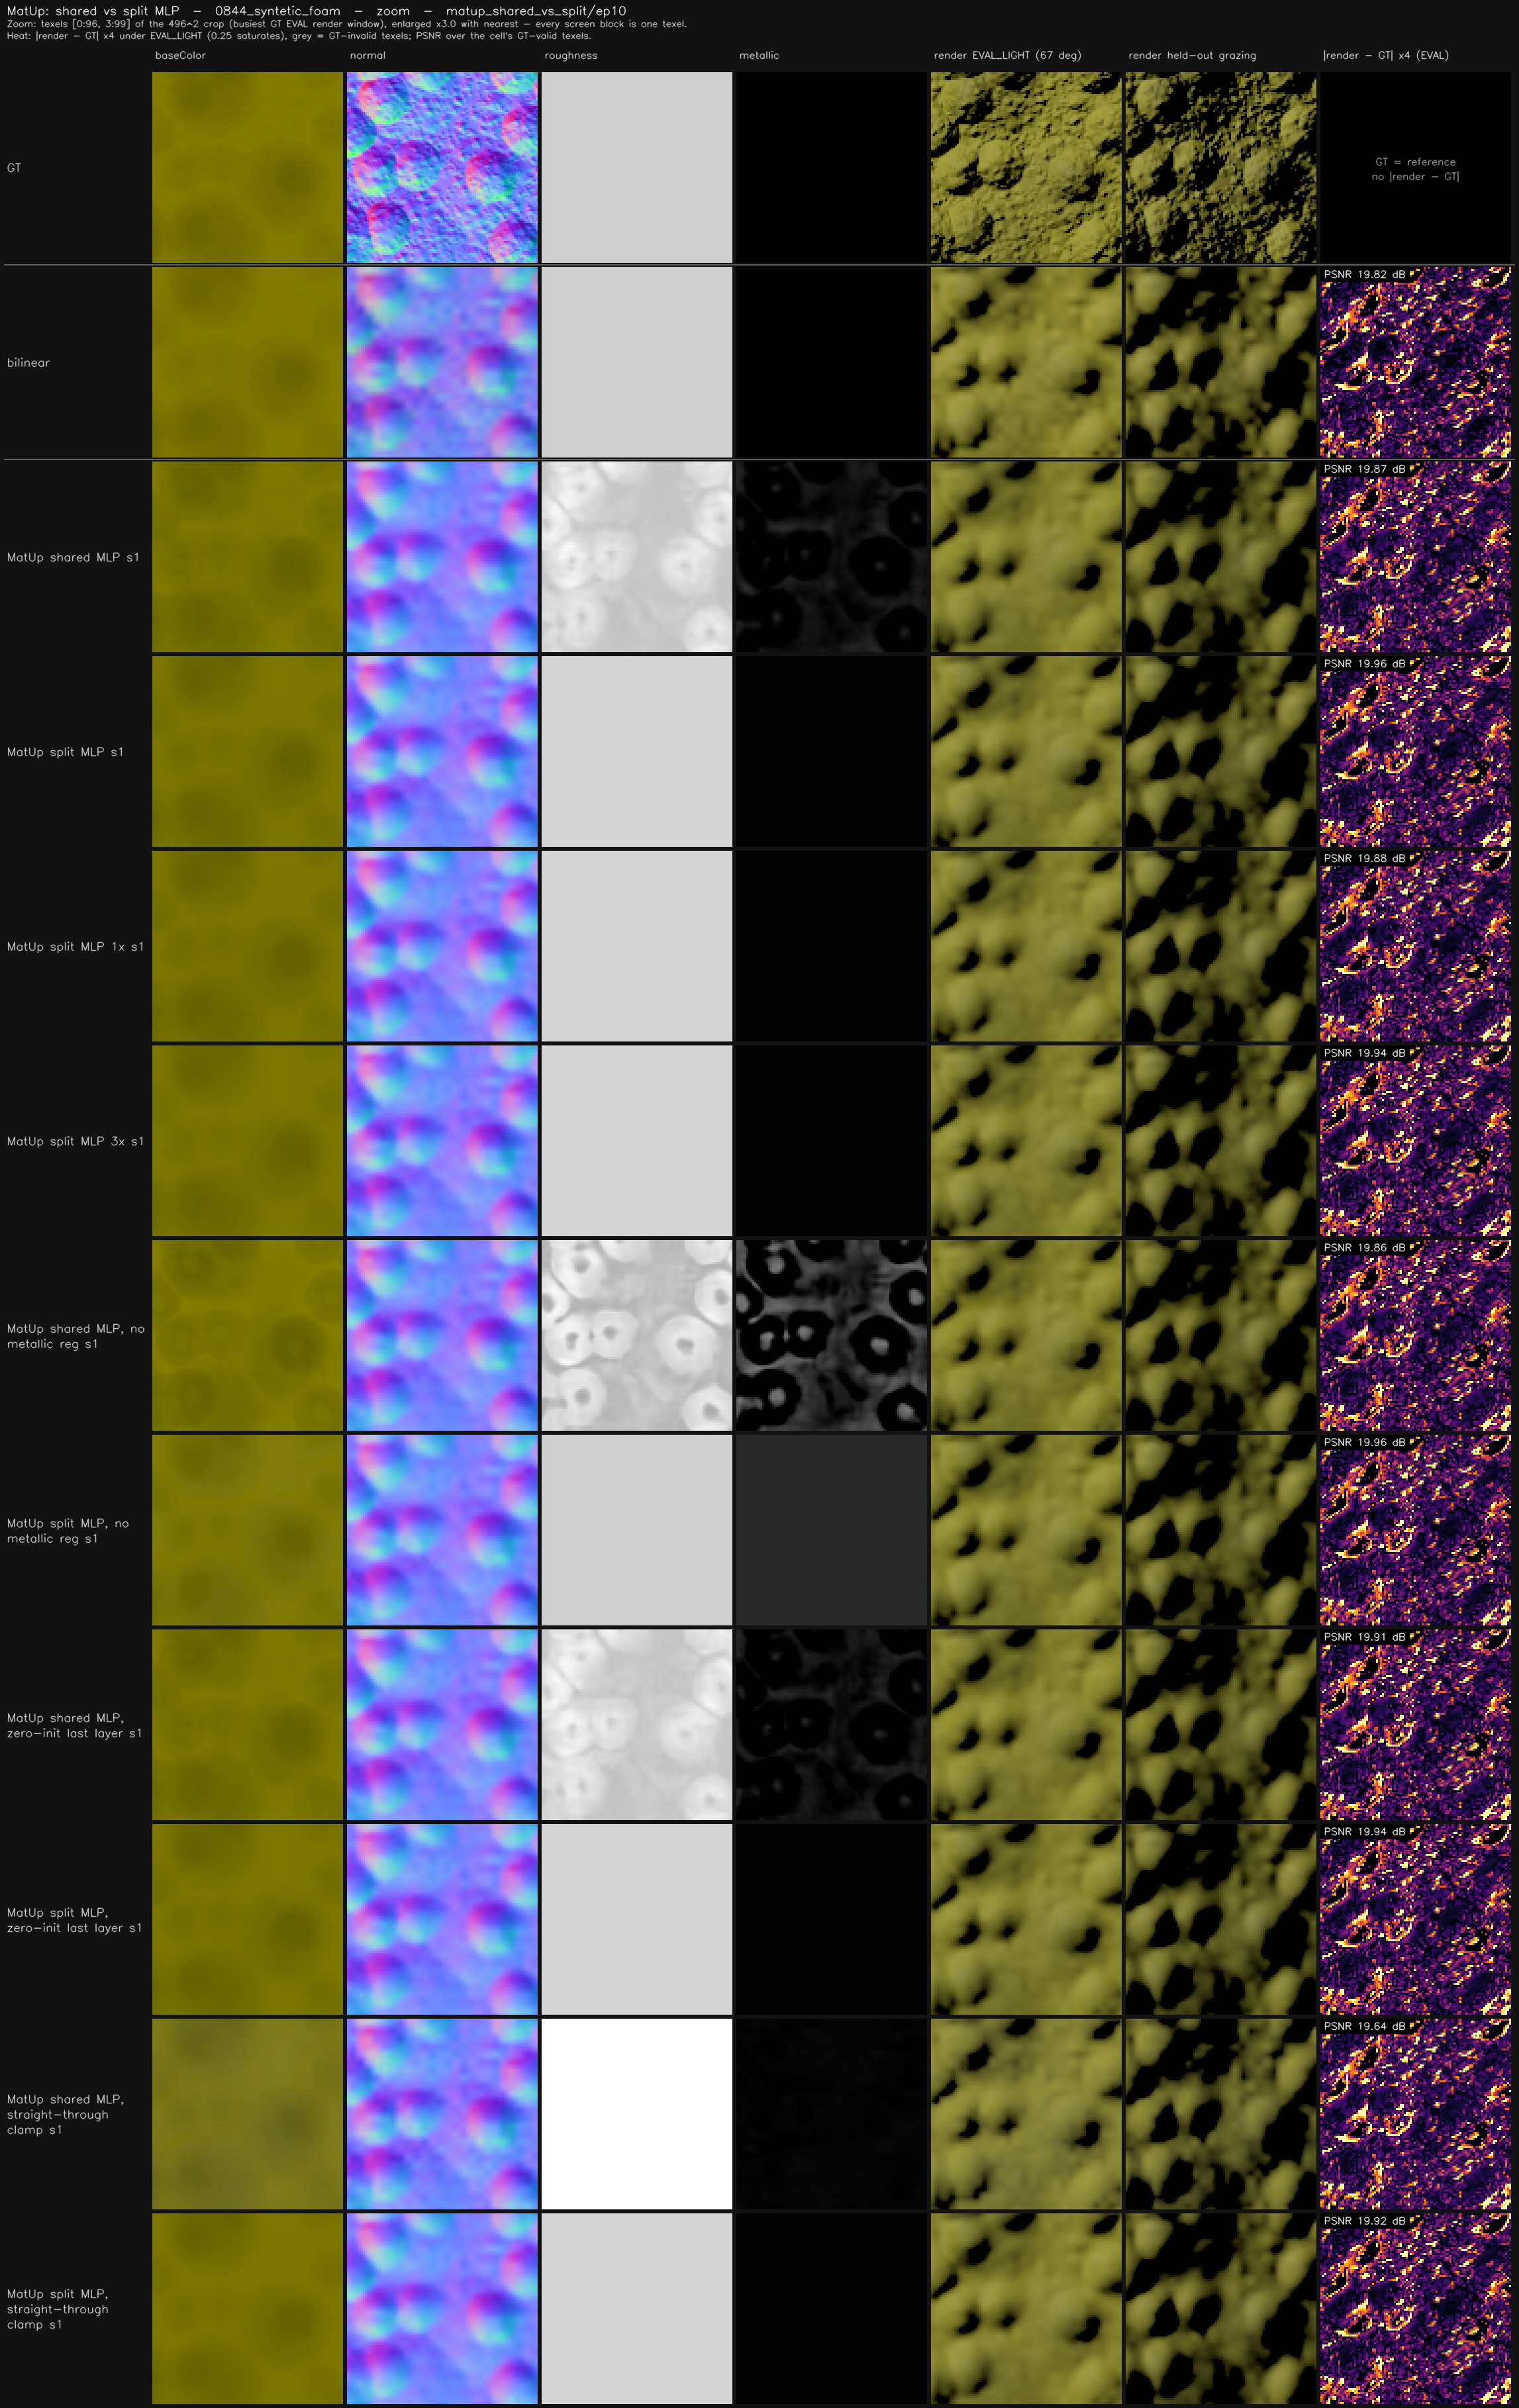 MatUp: shared vs split MLP — 0844_syntetic_foam — zoom — matup_shared_vs_split/ep10
Zoom: texels [0:96, 3:99] of the 496~2 crop (busiest GT EVAL render window), enlarged x3.0 with nearest — every screen block is one texel.
Heat: |render − GT| x4 under EVAL_LIGHT (0.25 saturates), grey = GT-invalid texels; PSNR over the cell's GT-valid texels.
baseColor normal roughness metallic render EVAL_LIGHT (67 deg) render held-out grazing |render − GT| x4 (EVAL)
GT
GT = reference
no |render − GT|
bilinear
PSNR 19.82 dB
MatUp shared MLP s1
PSNR 19.87 dB
MatUp split MLP s1
PSNR 19.96 dB
MatUp split MLP 1x s1
PSNR 19.88 dB
MatUp split MLP 3x s1
PSNR 19.94 dB
MatUp shared MLP, no
metallic reg s1
PSNR 19.86 dB
MatUp split MLP, no
metallic reg s1
PSNR 19.96 dB
MatUp shared MLP,
zero-init last layer s1
PSNR 19.91 dB
MatUp split MLP,
zero-init last layer s1
PSNR 19.94 dB
MatUp shared MLP,
straight-through
clamp s1
PSNR 19.64 dB
MatUp split MLP,
straight-through
clamp s1
PSNR 19.92 dB